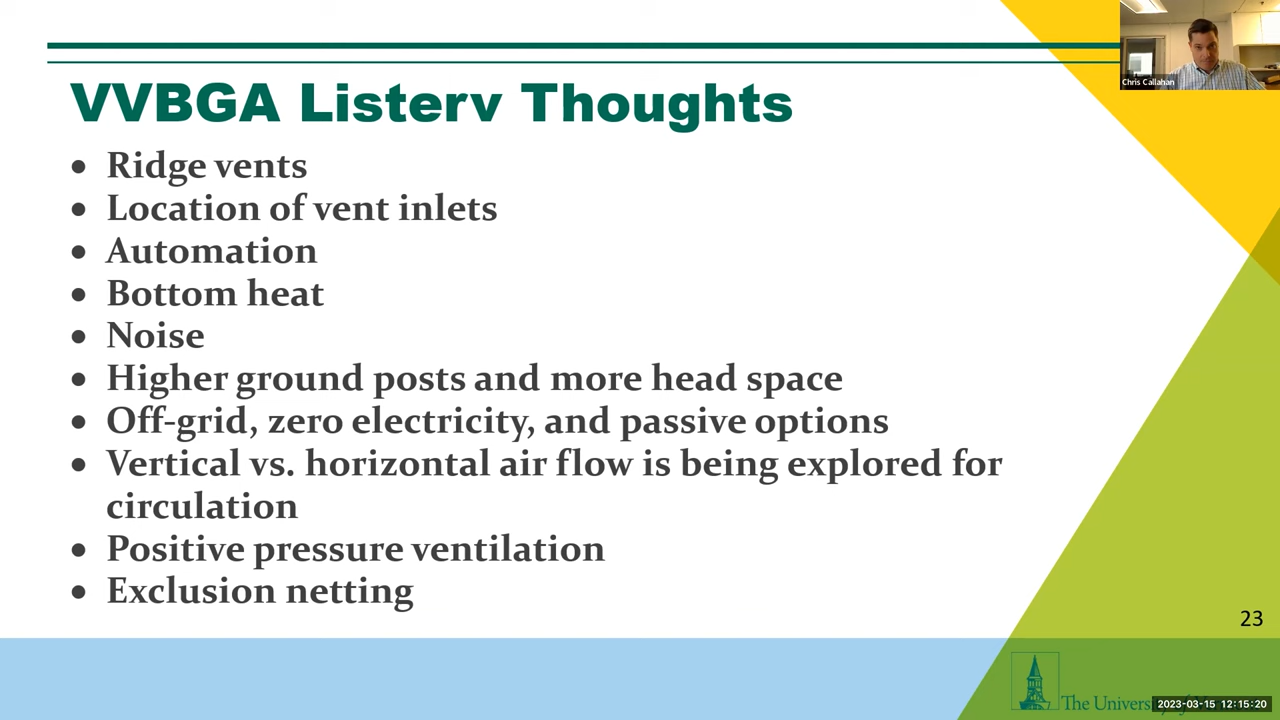 Chris Callahan
VVBGA Listerv Thoughts
• Ridge vents
• Location of vent inlets
• Automation
• Bottom heat
• Noise
• Higher ground posts and more head space
• Off-grid, zero electricity, and passive options
• Vertical vs. horizontal air flow is being explored for
circulation
• Positive pressure ventilation
• Exclusion netting
23
The University
2023-03-15 12:15:20